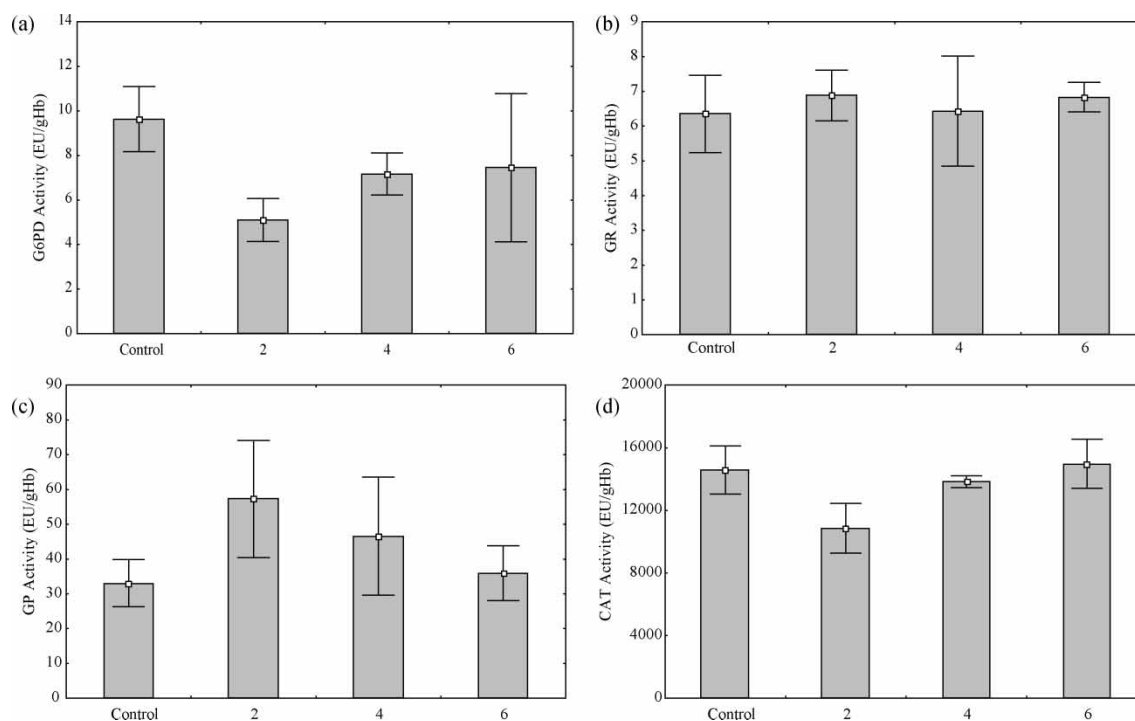 (a)
G6PD Activity (EU/gHb)
14
12
10
8
6
4
2
0
Control 2 4 6
(b)
GR Activity (EU/gHb)
9
8
7
6
5
4
3
2
1
0
Control 2 4 6
(c)
GP Activity (EU/gHb)
90
80
70
60
50
40
30
20
10
0
Control 2 4 6
(d)
CAT Activity (EU/gHb)
20000
16000
12000
8000
4000
0
Control 2 4 6